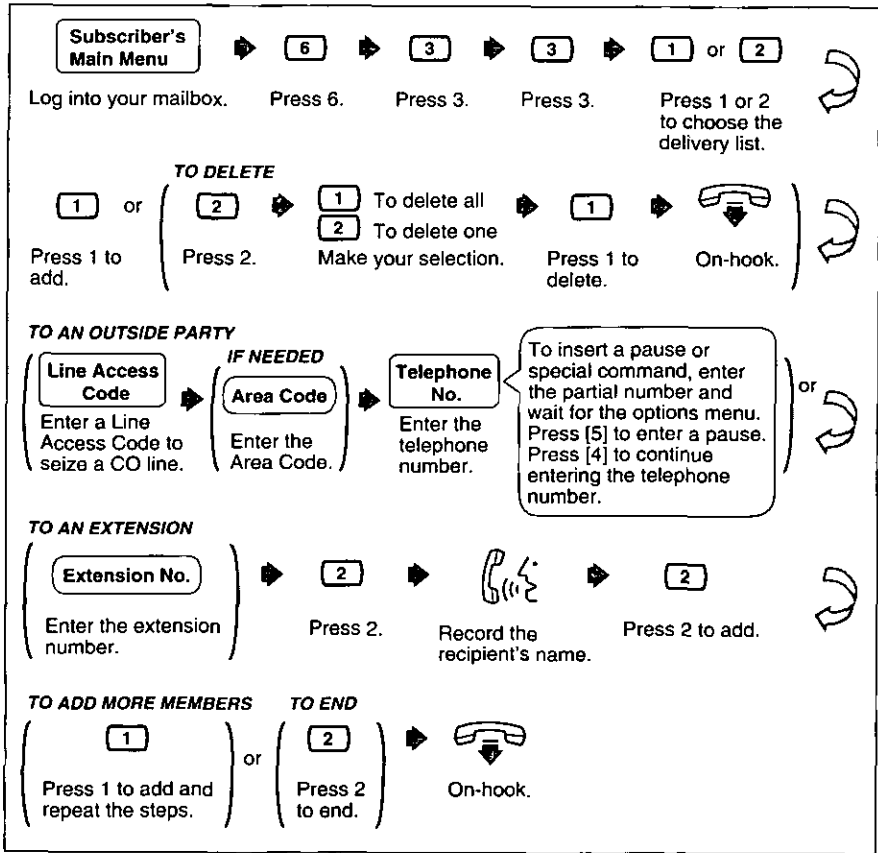 Subscriber's
Main Menu
6
3
3
1 or 2
Log into your mailbox.
Press 6.
Press 3.
Press 3.
Press 1 or 2
to choose the
delivery list.
TO DELETE
1 or
2
1 To delete all
2 To delete one
1
Press 1 to
add.
Press 2.
Make your selection.
Press 1 to
delete.
On-hook.
TO AN OUTSIDE PARTY
Line Access
Code
Enter a Line
Access Code to
seize a CO line.
IF NEEDED
Area Code
Enter the
Area Code.
Telephone
No.
Enter the
telephone
number.
To insert a pause or
special command, enter
the partial number and
wait for the options menu.
Press [5] to enter a pause.
Press [4] to continue
entering the telephone
number.
or
TO AN EXTENSION
Extension No.
2
2
Enter the extension
number.
Press 2.
Record the
recipient's name.
Press 2 to add.
TO ADD MORE MEMBERS
1
Press 1 to add and
repeat the steps.
or
TO END
2
Press 2
to end.
On-hook.